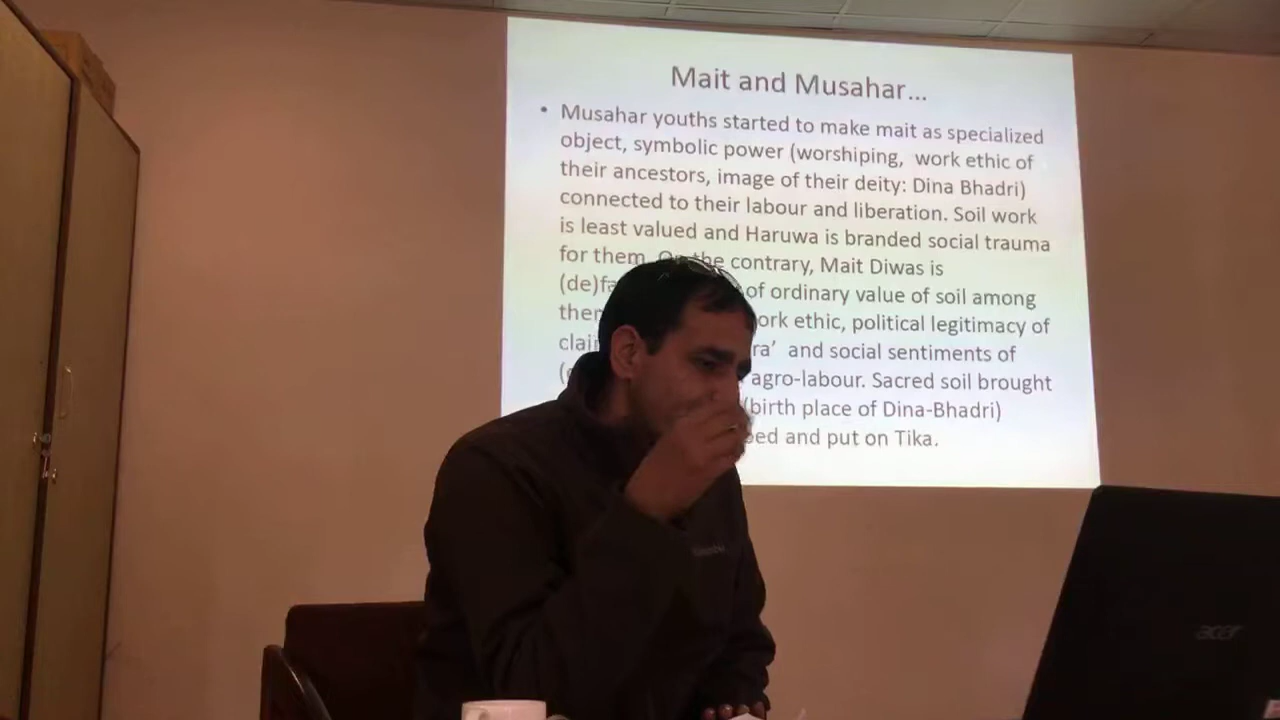 Mait and Musahar...
• Musahar youths started to make mait as specialized
object, symbolic power (worshiping, work ethic of
their ancestors, image of their deity: Dina Bhadri)
connected to their labour and liberation. Soil work
is least valued and Haruwa is branded social trauma
for them. On the contrary, Mait Diwas is
of ordinary value of soil among
ethic, political legitimacy of
and social sentiments of
agro-labour. Sacred soil brought
(birth place of Dina-Bhadri)
and put on Tika.
acer